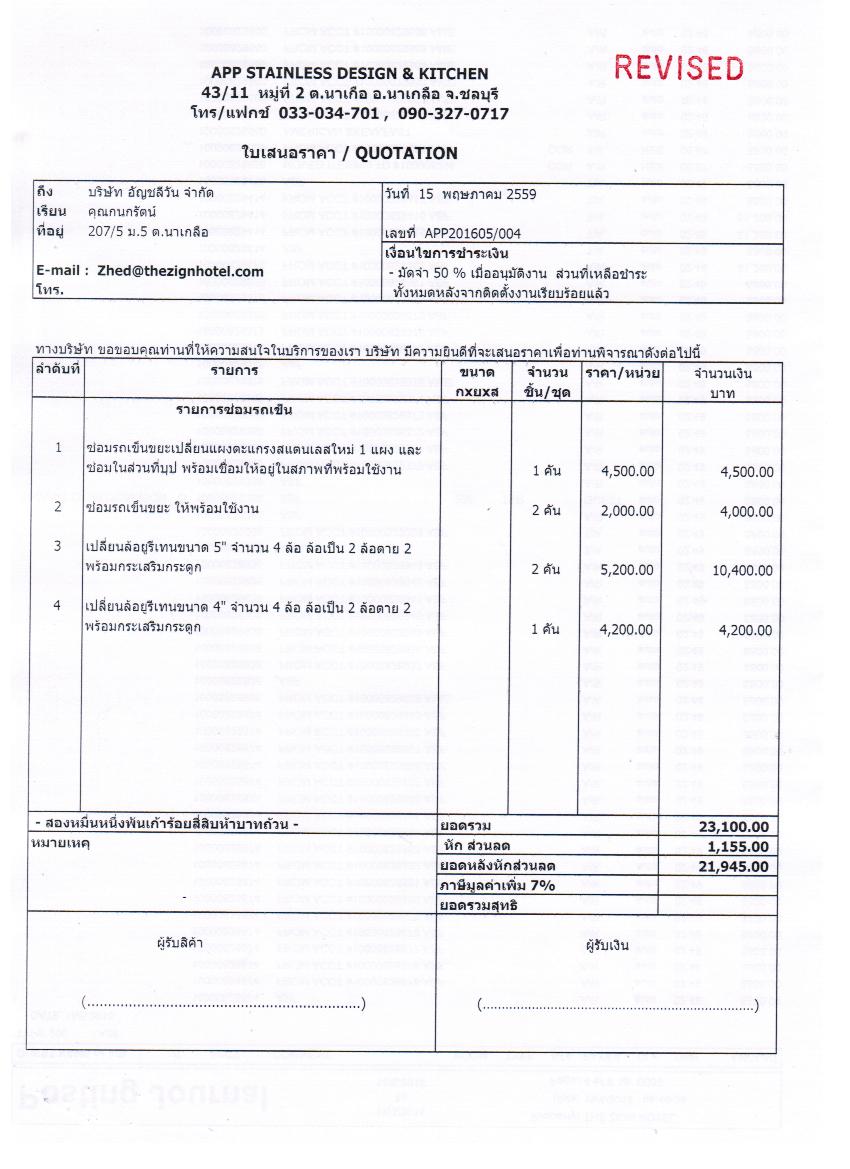 REVISED
APP STAINLESS DESIGN & KITCHEN
43/11 หมู่ที่ 2 ต.นาเกือ อ.นาเกลือ จ.ชลบุรี
โทร/แฟกซ์ 033-034-701 , 090-327-0717
ใบเสนอราคา / QUOTATION
ถึง บริษัท อัญชลีวัน จำกัด
วันที่ 15 พฤษภาคม 2559
เรียน คุณกนกรัตน์
ที่อยู่ 207/5 ม.5 ต.นาเกลือ
เลขที่ APP201605/004
เงื่อนไขการชำระเงิน
E-mail : Zhed@thezignhotel.com
- มัดจำ 50 % เมื่ออนุมัติงาน ส่วนที่เหลือชำระ
โทร.
ทั้งหมดหลังจากติดตั้งงานเรียบร้อยแล้ว
ทางบริษัท ขอขอบคุณท่านที่ให้ความสนใจในบริการของเรา บริษัท มีความยินดีที่จะเสนอราคาเพื่อท่านพิจารณาดังต่อไปนี้
ลำดับที่ รายการ ขนาด จำนวน ราคา/หน่วย จำนวนเงิน
กxยxส ชิ้น/ชุด บาท
รายการซ่อมรถเข็น
1 ซ่อมรถเข็นขยะเปลี่ยนแผงตะแกรงสแตนเลสใหม่ 1 แผง และ
ซ่อมในส่วนที่บุป พร้อมเชื่อมให้อยู่ในสภาพที่พร้อมใช้งาน 1 คัน 4,500.00 4,500.00
2 ซ่อมรถเข็นขยะ ให้พร้อมใช้งาน 2 คัน 2,000.00 4,000.00
3 เปลี่ยนล้อยูรีเทนขนาด 5" จำนวน 4 ล้อ ล้อเป็น 2 ล้อตาย 2
พร้อมกระเสริมกระดูก 2 คัน 5,200.00 10,400.00
4 เปลี่ยนล้อยูรีเทนขนาด 4" จำนวน 4 ล้อ ล้อเป็น 2 ล้อตาย 2
พร้อมกระเสริมกระดูก 1 คัน 4,200.00 4,200.00
- สองหมื่นหนึ่งพันเก้าร้อยสี่สิบห้าบาทถ้วน - ยอดรวม 23,100.00
หมายเหตุ หัก ส่วนลด 1,155.00
ยอดหลังหักส่วนลด 21,945.00
ภาษีมูลค่าเพิ่ม 7%
-
ยอดรวมสุทธิ
ผู้รับสิค้า ผู้รับเงิน
(................................................................) (................................................................)